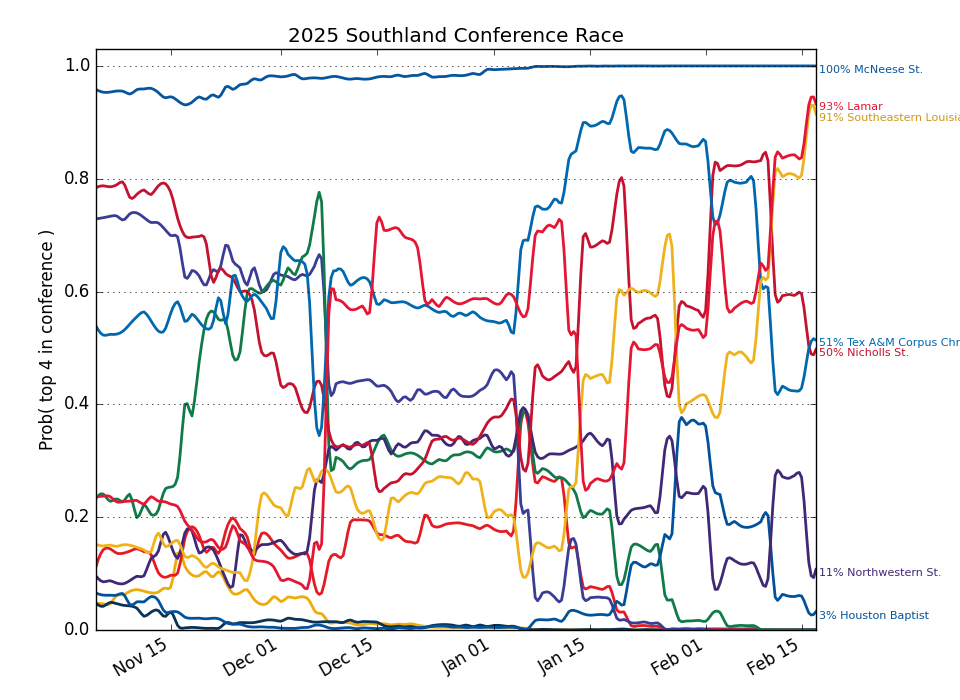 2025 Southland Conference Race
Prob( top 4 in conference )
1.0
0.8
0.6
0.4
0.2
0.0
Nov 15
Dec 01
Dec 15
Jan 01
Jan 15
Feb 01
Feb 15
100% McNeese St.
93% Lamar
91% Southeastern Louisia
51% Tex A&M Corpus Chr
50% Nicholls St.
11% Northwestern St.
3% Houston Baptist